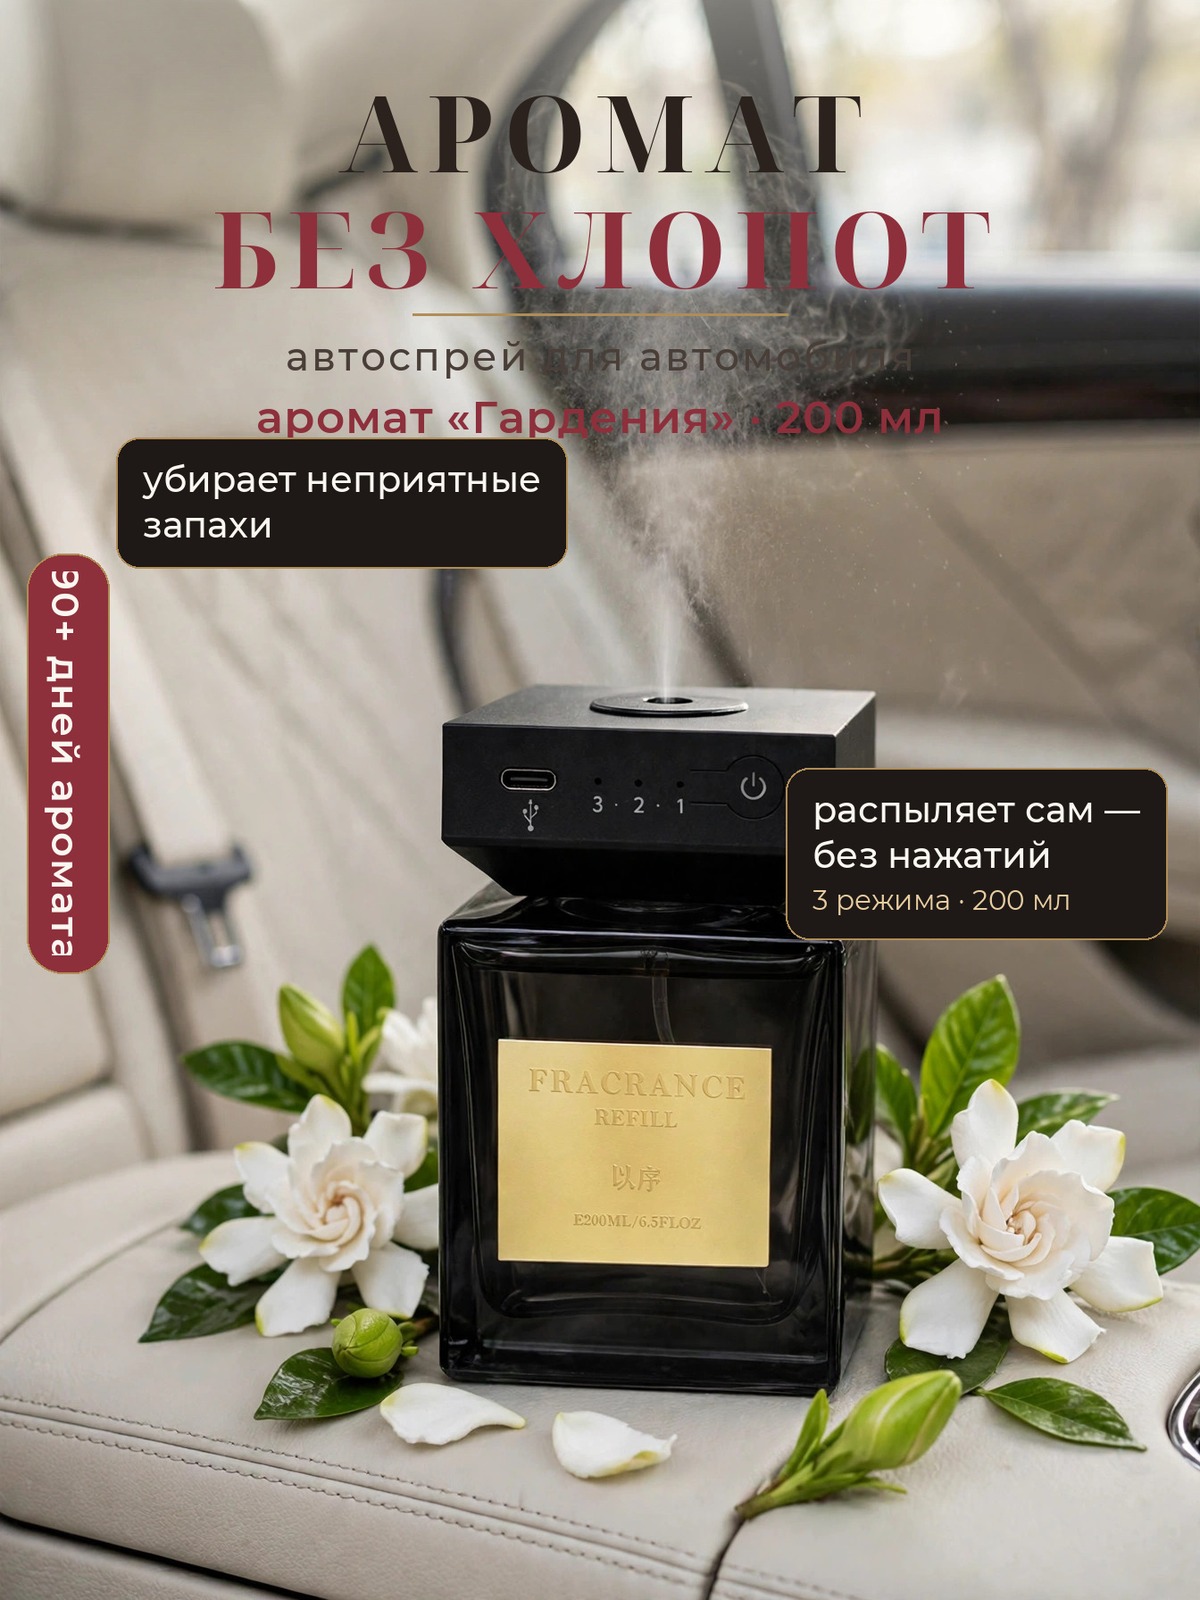 АРОМАТ
БЕЗ ХЛОПОТ
автоспрей для автомобиля
аромат «Гардения» · 200 мл
убирает неприятные
запахи
90+ дней аромата
3 · 2 · 1
распыляет сам —
без нажатий
3 режима · 200 мл
FRACRANCE
REFILL
以序
E200ML/6.5FLOZ